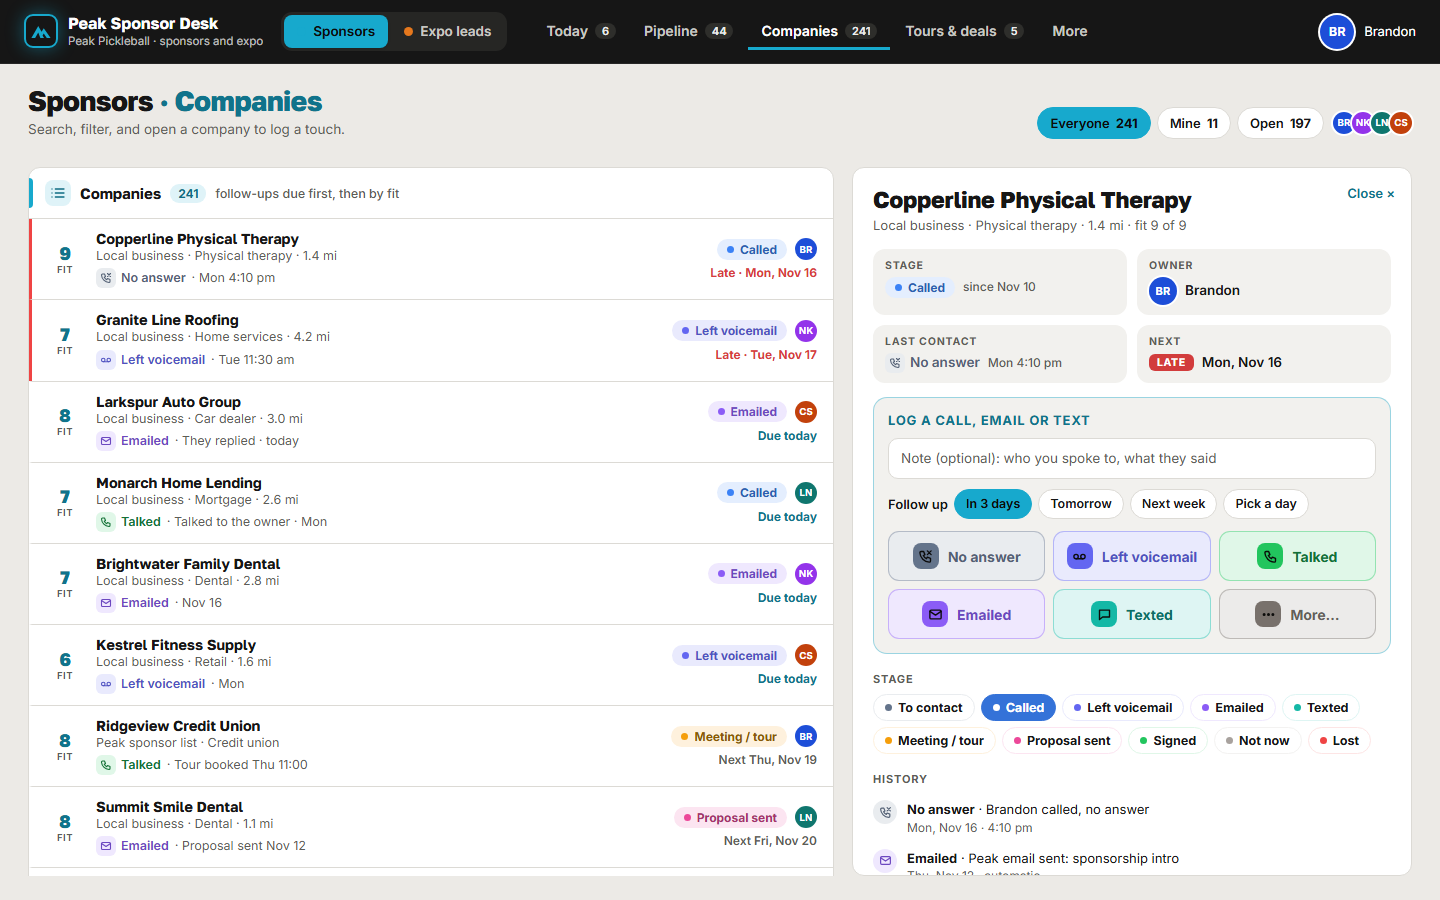 Peak Sponsor Desk
Peak Pickleball · sponsors and expo
Sponsors
Expo leads
Today 6
Pipeline 44
Companies 241
Tours & deals 5
More
BR Brandon
Sponsors · Companies
Search, filter, and open a company to log a touch.
Everyone 241
Mine 11
Open 197
BR NK LN CS
Companies 241 follow-ups due first, then by fit
9 FIT
Copperline Physical Therapy
Local business · Physical therapy · 1.4 mi
No answer · Mon 4:10 pm
Called BR
Late · Mon, Nov 16
7 FIT
Granite Line Roofing
Local business · Home services · 4.2 mi
Left voicemail · Tue 11:30 am
Left voicemail NK
Late · Tue, Nov 17
8 FIT
Larkspur Auto Group
Local business · Car dealer · 3.0 mi
Emailed · They replied · today
Emailed CS
Due today
7 FIT
Monarch Home Lending
Local business · Mortgage · 2.6 mi
Talked · Talked to the owner · Mon
Called LN
Due today
7 FIT
Brightwater Family Dental
Local business · Dental · 2.8 mi
Emailed · Nov 16
Emailed NK
Due today
6 FIT
Kestrel Fitness Supply
Local business · Retail · 1.6 mi
Left voicemail · Mon
Left voicemail CS
Due today
8 FIT
Ridgeview Credit Union
Peak sponsor list · Credit union
Talked · Tour booked Thu 11:00
Meeting / tour BR
Next Thu, Nov 19
8 FIT
Summit Smile Dental
Local business · Dental · 1.1 mi
Emailed · Proposal sent Nov 12
Proposal sent LN
Next Fri, Nov 20
Copperline Physical Therapy
Close ×
Local business · Physical therapy · 1.4 mi · fit 9 of 9
STAGE
Called since Nov 10
OWNER
BR Brandon
LAST CONTACT
No answer Mon 4:10 pm
NEXT
LATE Mon, Nov 16
LOG A CALL, EMAIL OR TEXT
Note (optional): who you spoke to, what they said
Follow up In 3 days Tomorrow Next week Pick a day
No answer Left voicemail Talked
Emailed Texted More...
STAGE
To contact Called Left voicemail Emailed Texted
Meeting / tour Proposal sent Signed Not now Lost
HISTORY
No answer · Brandon called, no answer
Mon, Nov 16 · 4:10 pm
Emailed · Peak email sent: sponsorship intro
Thu, Nov 12 · automatic